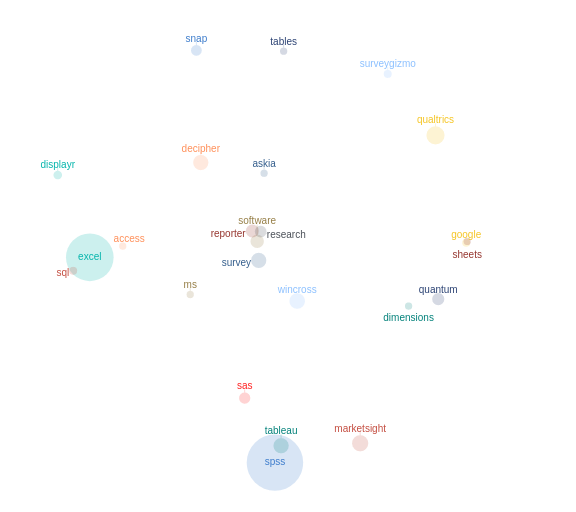 snap
tables
surveygizmo
qualtrics
decipher
askia
displayr
software
reporter
research
google
access
excel
sheets
survey
sql
ms
wincross
quantum
dimensions
sas
tableau
marketsight
spss